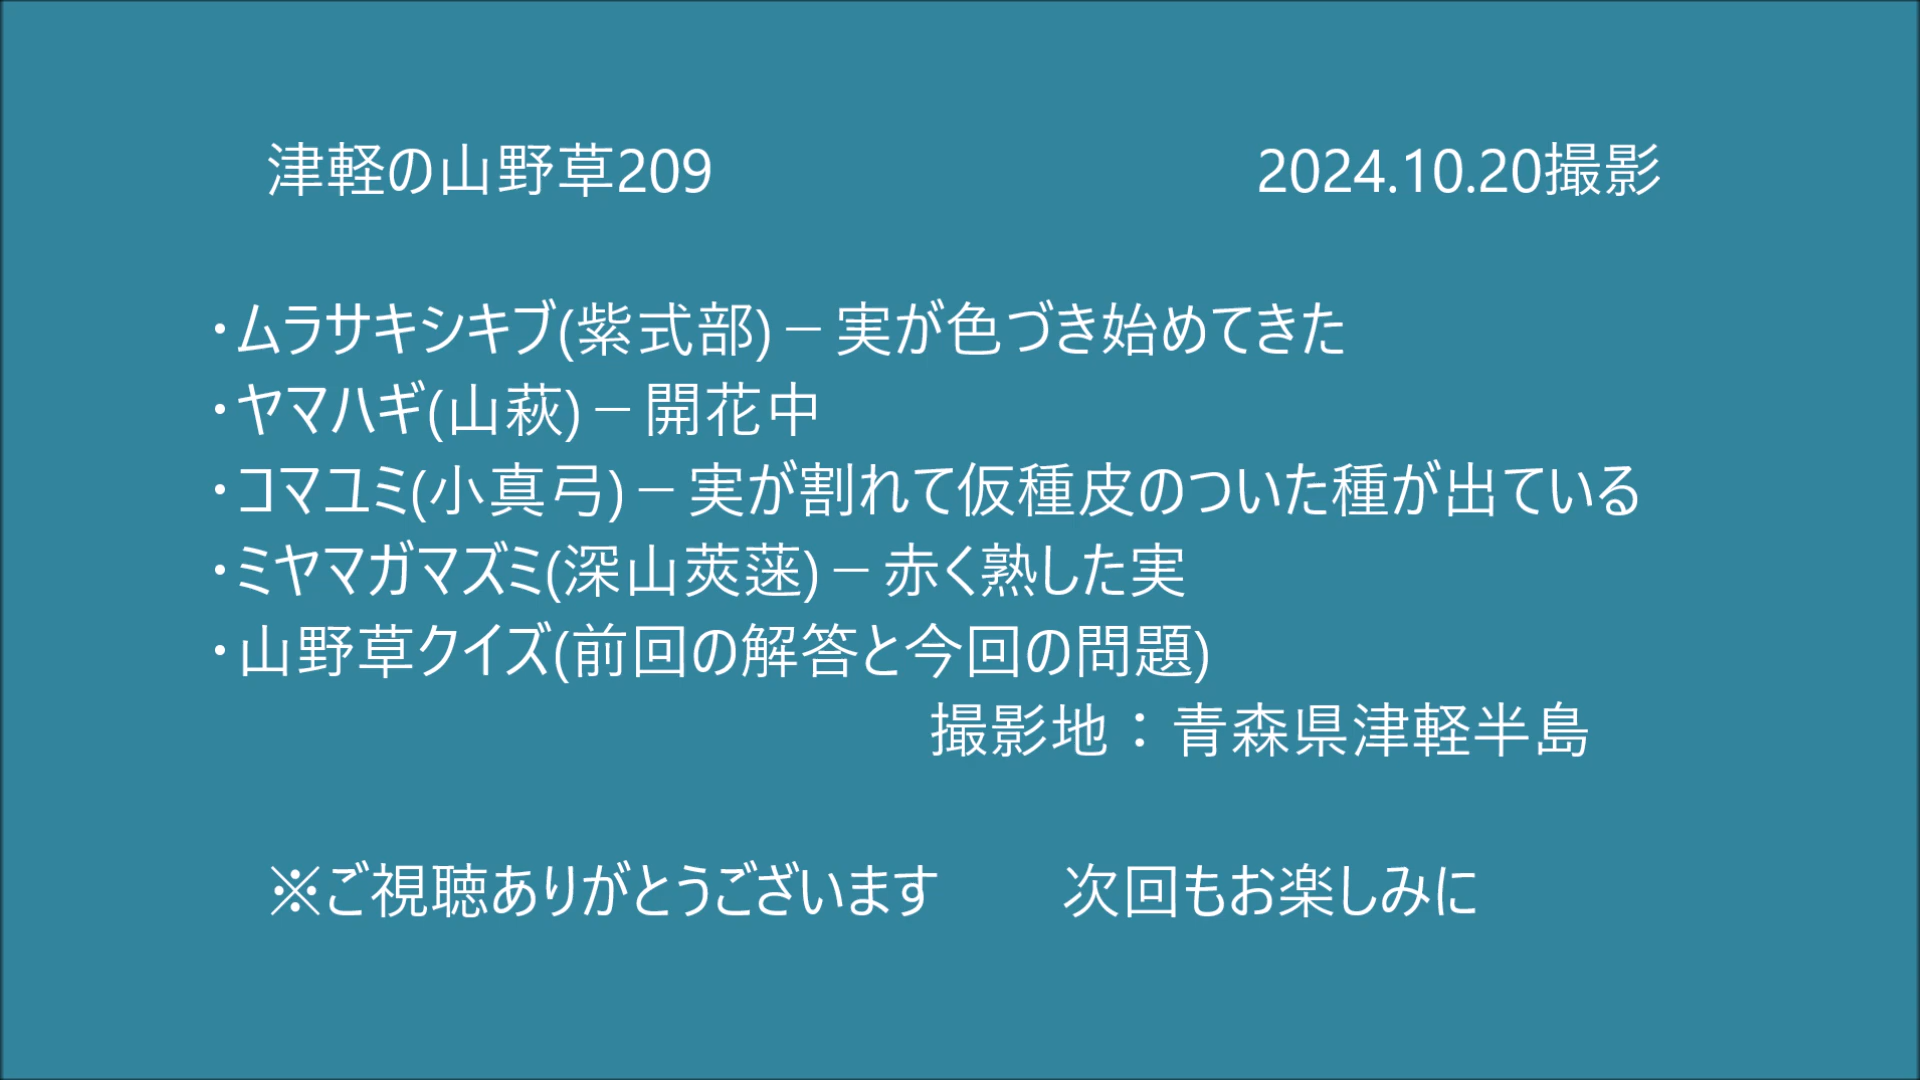 津軽の山野草209　2024.10.20撮影
・ムラサキシキブ(紫式部)－実が色づき始めてきた
・ヤマハギ(山萩)－開花中
・コマユミ(小真弓)－実が割れて仮種皮のついた種が出ている
・ミヤマガマズミ(深山莢蒾)－赤く熟した実
・山野草クイズ(前回の解答と今回の問題)
撮影地：青森県津軽半島
※ご視聴ありがとうございます　次回もお楽しみに